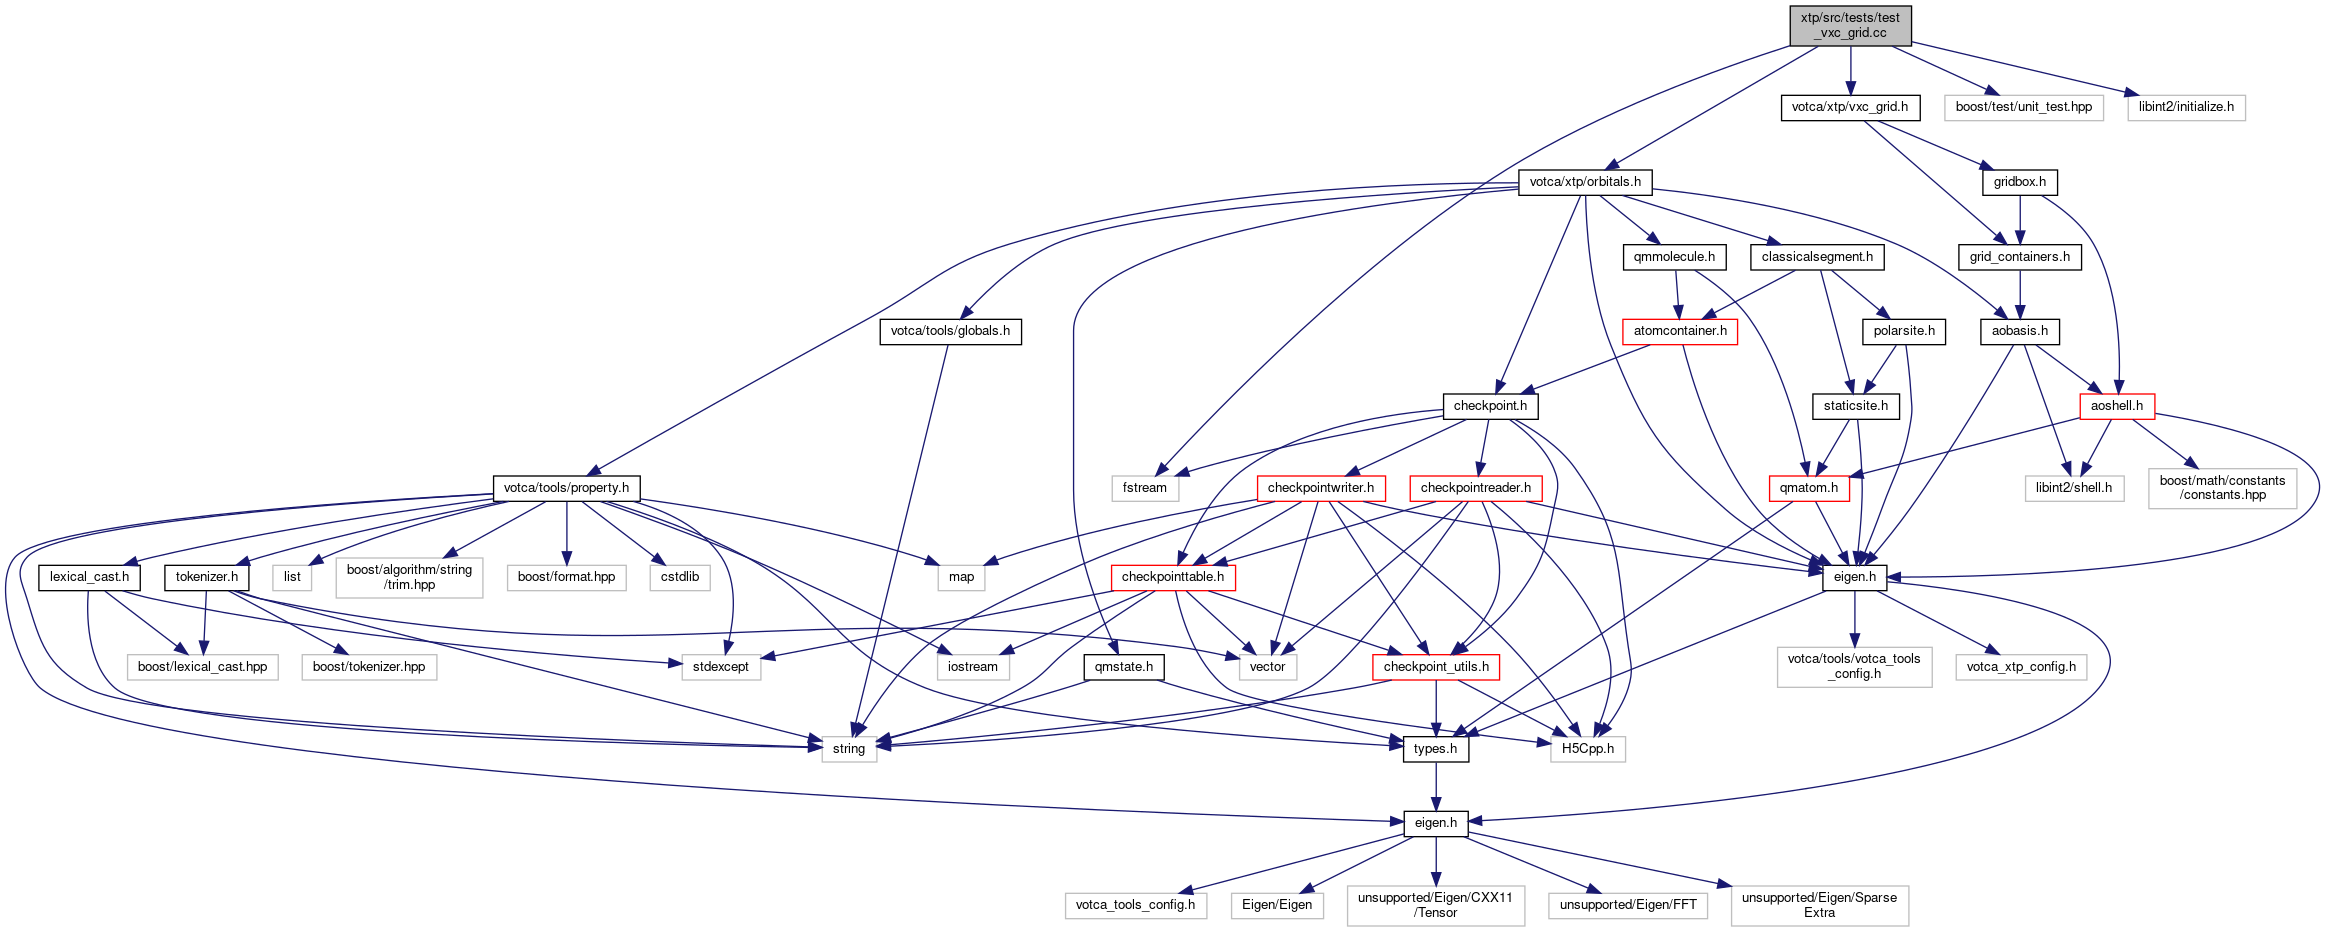 xtp/src/tests/test
_vxc_grid.cc
votca/xtp/vxc_grid.h
boost/test/unit_test.hpp
libint2/initialize.h
votca/xtp/orbitals.h
gridbox.h
qmmolecule.h
classicalsegment.h
grid_containers.h
votca/tools/globals.h
atomcontainer.h
polarsite.h
aobasis.h
checkpoint.h
staticsite.h
aoshell.h
votca/tools/property.h
fstream
checkpointwriter.h
checkpointreader.h
qmatom.h
libint2/shell.h
boost/math/constants
/constants.hpp
lexical_cast.h
tokenizer.h
list
boost/algorithm/string
/trim.hpp
boost/format.hpp
cstdlib
map
checkpointtable.h
eigen.h
boost/lexical_cast.hpp
boost/tokenizer.hpp
stdexcept
iostream
qmstate.h
vector
checkpoint_utils.h
votca/tools/votca_tools
_config.h
votca_xtp_config.h
string
types.h
H5Cpp.h
eigen.h
votca_tools_config.h
Eigen/Eigen
unsupported/Eigen/CXX11
/Tensor
unsupported/Eigen/FFT
unsupported/Eigen/Sparse
Extra